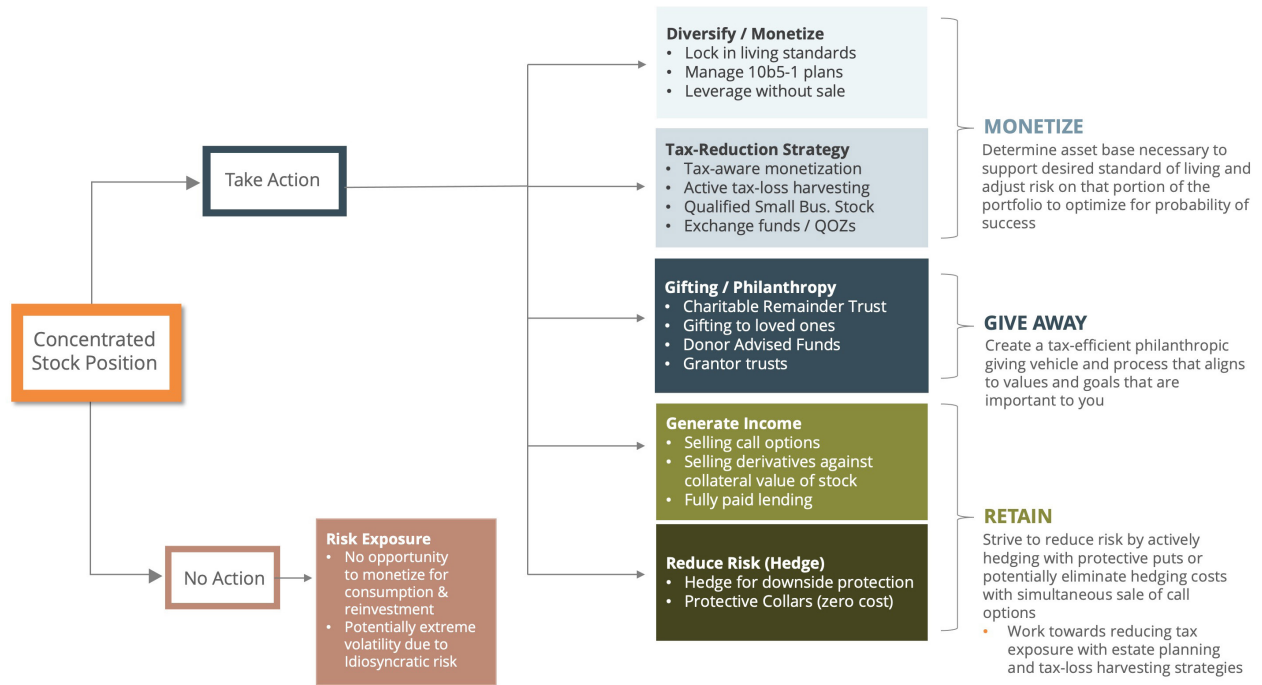 Concentrated
Stock Position
Take Action
No Action
Risk Exposure
• No opportunity
to monetize for
consumption &
reinvestment
• Potentially extreme
volatility due to
Idiosyncratic risk
Diversify / Monetize
• Lock in living standards
• Manage 10b5-1 plans
• Leverage without sale
Tax-Reduction Strategy
• Tax-aware monetization
• Active tax-loss harvesting
• Qualified Small Bus. Stock
• Exchange funds / QOZs
Gifting / Philanthropy
• Charitable Remainder Trust
• Gifting to loved ones
• Donor Advised Funds
• Grantor trusts
Generate Income
• Selling call options
• Selling derivatives against
collateral value of stock
• Fully paid lending
Reduce Risk (Hedge)
• Hedge for downside protection
• Protective Collars (zero cost)
MONETIZE
Determine asset base necessary to
support desired standard of living and
adjust risk on that portion of the
portfolio to optimize for probability of
success
GIVE AWAY
Create a tax-efficient philanthropic
giving vehicle and process that aligns
to values and goals that are
important to you
RETAIN
Strive to reduce risk by actively
hedging with protective puts or
potentially eliminate hedging costs
with simultaneous sale of call
options
• Work towards reducing tax
exposure with estate planning
and tax-loss harvesting strategies